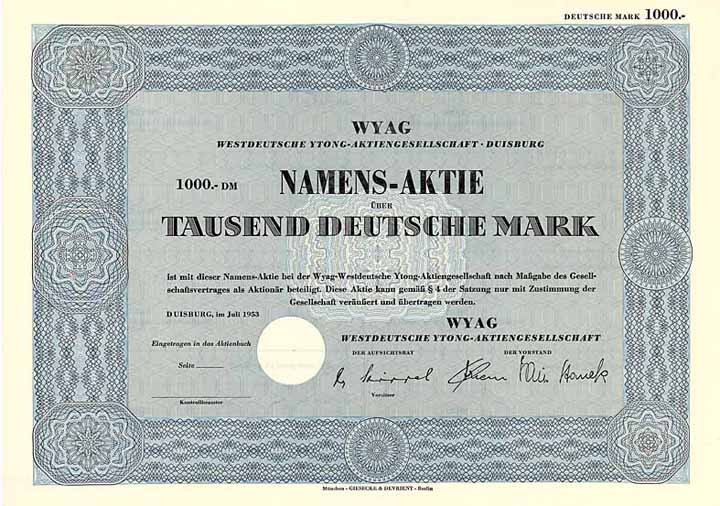 DEUTSCHE MARK 1000.-
WYAG
WESTDEUTSCHE YTONG-AKTIENGESELLSCHAFT · DUISBURG
1000.- DM NAMENS-AKTIE
ÜBER
TAUSEND DEUTSCHE MARK
ist mit dieser Namens-Aktie bei der Wyag-Westdeutsche Ytong-Aktiengesellschaft nach Maßgabe des Gesell-
schaftsvertrages als Aktionär beteiligt. Diese Aktie kann gemäß § 4 der Satzung nur mit Zustimmung der
Gesellschaft veräußert und übertragen werden.
DUISBURG, im Juli 1953
WYAG
WESTDEUTSCHE YTONG-AKTIENGESELLSCHAFT
Eingetragen in das Aktienbuch
DER AUFSICHTSRAT DER VORSTAND
Seite
Vorsitzer
Kontrollbeamter
München - GIESECKE & DEVRIENT - Berlin